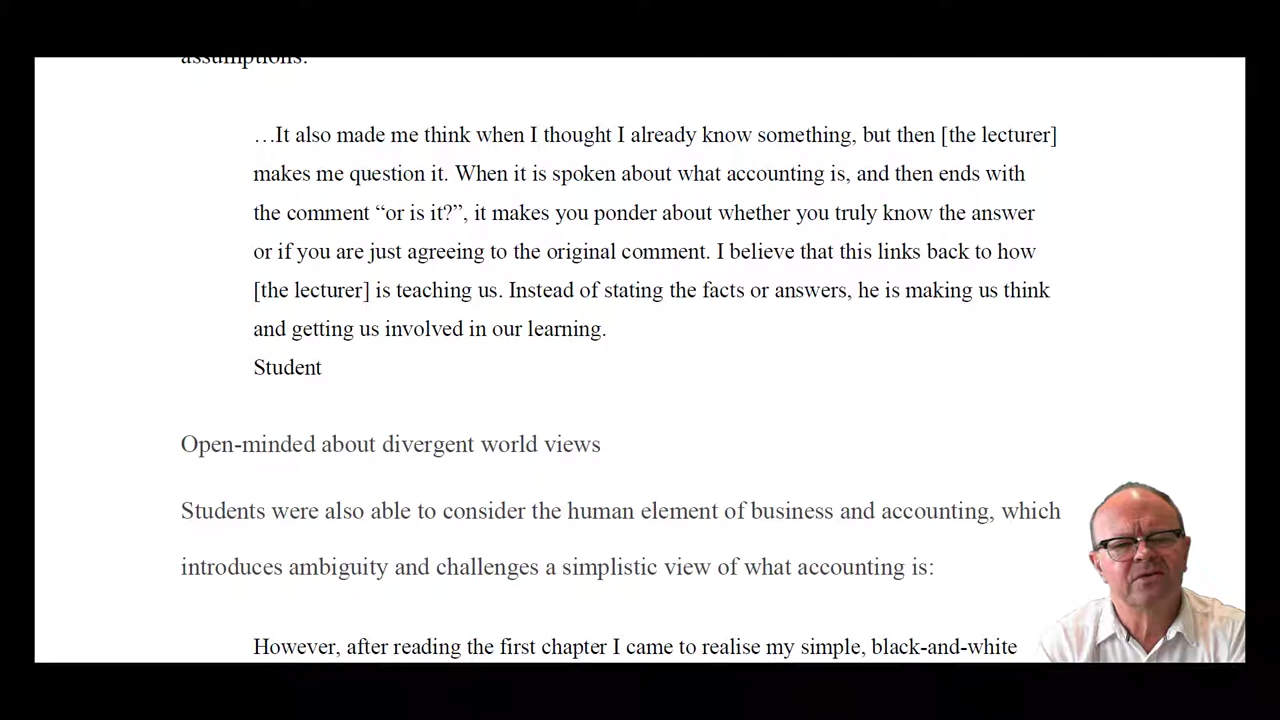 assumptions.
…It also made me think when I thought I already know something, but then [the lecturer]
makes me question it. When it is spoken about what accounting is, and then ends with
the comment “or is it?”, it makes you ponder about whether you truly know the answer
or if you are just agreeing to the original comment. I believe that this links back to how
[the lecturer] is teaching us. Instead of stating the facts or answers, he is making us think
and getting us involved in our learning.
Student
Open-minded about divergent world views
Students were also able to consider the human element of business and accounting, which
introduces ambiguity and challenges a simplistic view of what accounting is:
However, after reading the first chapter I came to realise my simple, black-and-white